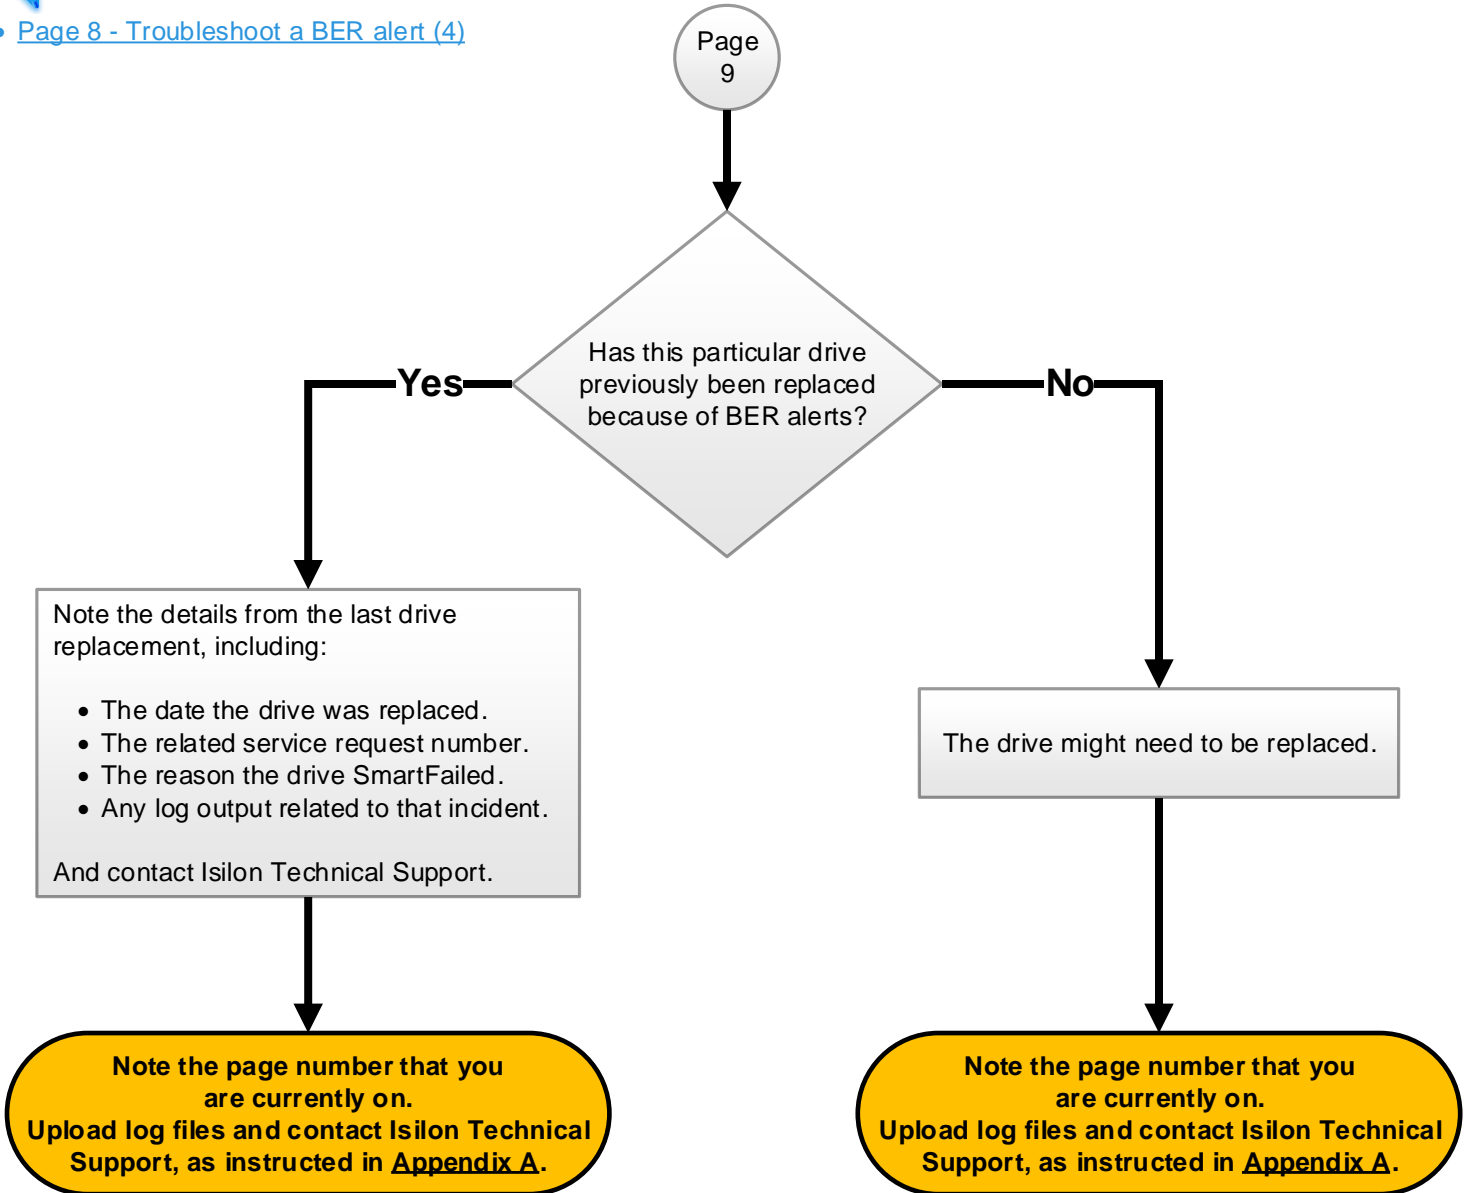 • Page 8 - Troubleshoot a BER alert (4)
Page
9
Has this particular drive
previously been replaced
because of BER alerts?
Yes
No
Note the details from the last drive
replacement, including:
• The date the drive was replaced.
• The related service request number.
• The reason the drive SmartFailed.
• Any log output related to that incident.
And contact Isilon Technical Support.
The drive might need to be replaced.
Note the page number that you
are currently on.
Upload log files and contact Isilon Technical
Support, as instructed in Appendix A.
Note the page number that you
are currently on.
Upload log files and contact Isilon Technical
Support, as instructed in Appendix A.